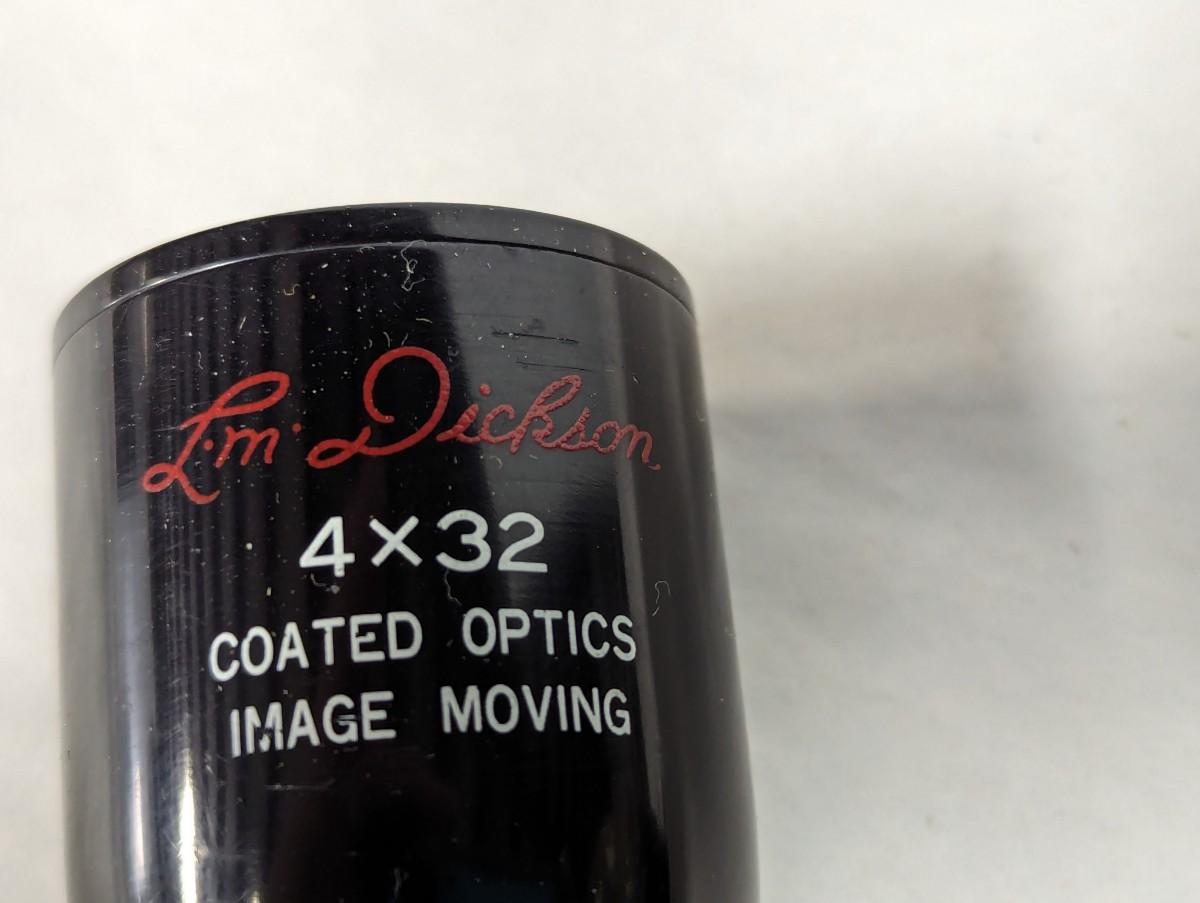 L.M. Dickson
4×32
COATED OPTICS
IMAGE MOVING